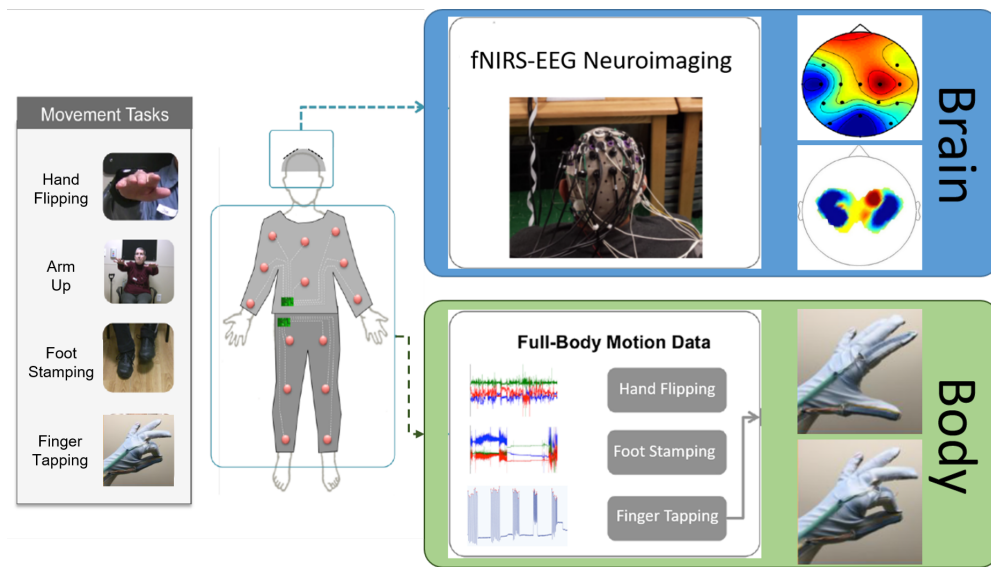 Movement Tasks
Hand
Flipping
Arm
Up
Foot
Stamping
Finger
Tapping
fNIRS-EEG Neuroimaging
Brain
Full-Body Motion Data
Hand Flipping
Foot Stamping
Finger Tapping
Body